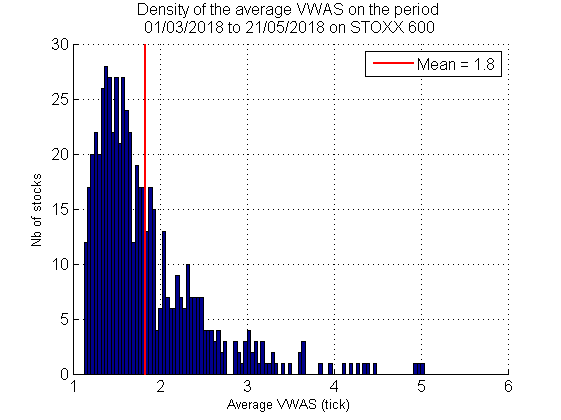 Density of the average VWAS on the period
01/03/2018 to 21/05/2018 on STOXX 600
30
Mean = 1.8
25
20
15
10
5
0
Nb of stocks
1 2 3 4 5 6
Average VWAS (tick)